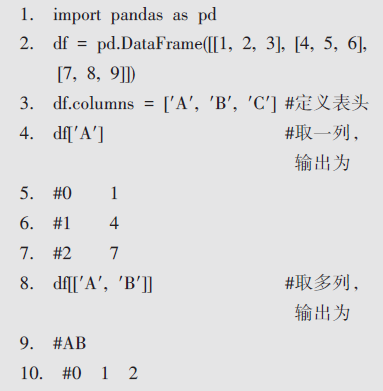 1. import pandas as pd
2. df = pd.DataFrame([[1, 2, 3], [4, 5, 6],
[7, 8, 9]])
3. df.columns = ['A', 'B', 'C'] #定义表头
4. df['A'] #取一列，
输出为
5. #0 1
6. #1 4
7. #2 7
8. df[['A', 'B']] #取多列，
输出为
9. #AB
10. #0 1 2